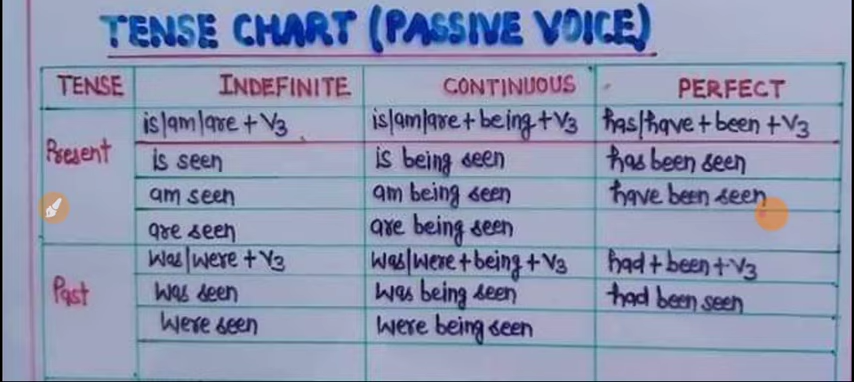 TENSE CHART (PASSIVE VOICE)
TENSE INDEFINITE CONTINUOUS PERFECT
Present is/am/are + V3 is/am/are + being + V3 has/have + been + V3
is seen is being seen has been seen
am seen am being seen have been seen
are seen are being seen
Past was/were + V3 was/were + being + V3 had + been + V3
was seen was being seen had been seen
were seen were being seen